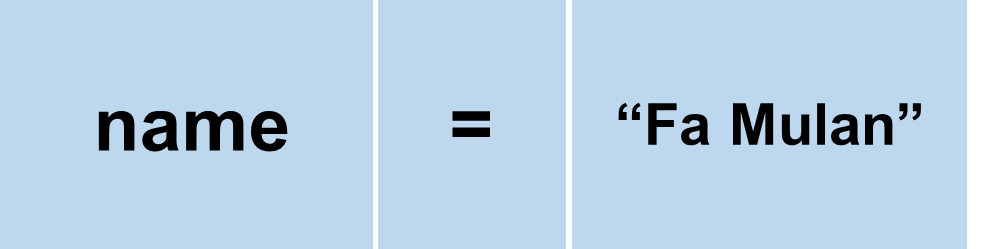 name = “Fa Mulan”